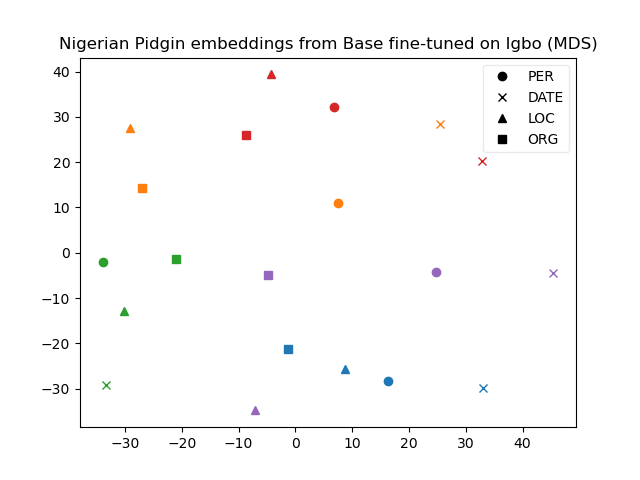 Nigerian Pidgin embeddings from Base fine-tuned on Igbo (MDS)
PER
DATE
LOC
ORG
40
30
20
10
0
−10
−20
−30
−30 −20 −10 0 10 20 30 40